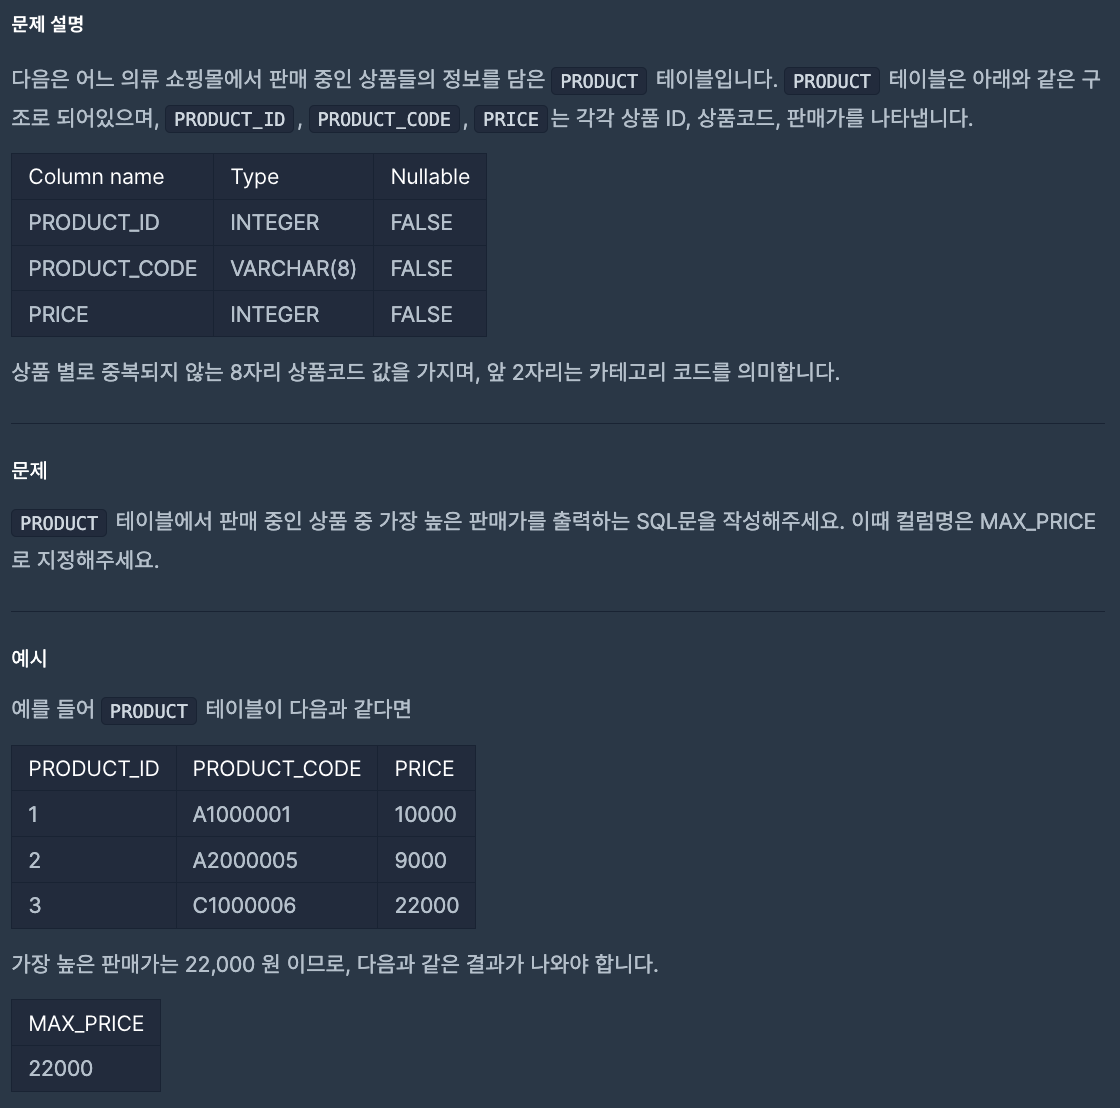 문제 설명
다음은 어느 의류 쇼핑몰에서 판매 중인 상품들의 정보를 담은 PRODUCT 테이블입니다. PRODUCT 테이블은 아래와 같은 구
조로 되어있으며, PRODUCT_ID , PRODUCT_CODE , PRICE 는 각각 상품 ID, 상품코드, 판매가를 나타냅니다.
Column name Type Nullable
PRODUCT_ID INTEGER FALSE
PRODUCT_CODE VARCHAR(8) FALSE
PRICE INTEGER FALSE
상품 별로 중복되지 않는 8자리 상품코드 값을 가지며, 앞 2자리는 카테고리 코드를 의미합니다.
문제
PRODUCT 테이블에서 판매 중인 상품 중 가장 높은 판매가를 출력하는 SQL문을 작성해주세요. 이때 컬럼명은 MAX_PRICE
로 지정해주세요.
예시
예를 들어 PRODUCT 테이블이 다음과 같다면
PRODUCT_ID PRODUCT_CODE PRICE
1 A1000001 10000
2 A2000005 9000
3 C1000006 22000
가장 높은 판매가는 22,000 원 이므로, 다음과 같은 결과가 나와야 합니다.
MAX_PRICE
22000